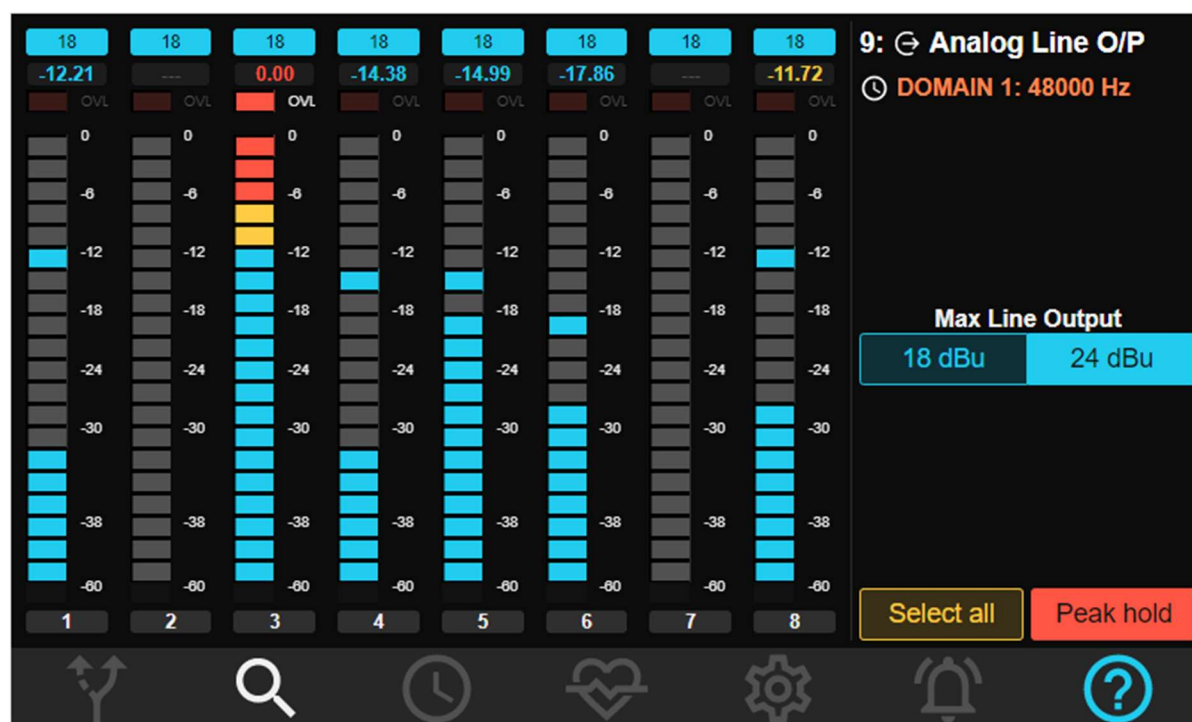 18 18 18 18 18 18 18 18
-12.21 --- 0.00 -14.38 -14.99 -17.86 --- -11.72
OVL OVL OVL OVL OVL OVL OVL OVL
0 0 0 0 0 0 0 0
-6 -6 -6 -6 -6 -6 -6 -6
-12 -12 -12 -12 -12 -12 -12 -12
-18 -18 -18 -18 -18 -18 -18 -18
-24 -24 -24 -24 -24 -24 -24 -24
-30 -30 -30 -30 -30 -30 -30 -30
-38 -38 -38 -38 -38 -38 -38 -38
-60 -60 -60 -60 -60 -60 -60 -60
1 2 3 4 5 6 7 8
9: Analog Line O/P
DOMAIN 1: 48000 Hz
Max Line Output
18 dBu 24 dBu
Select all Peak hold
?